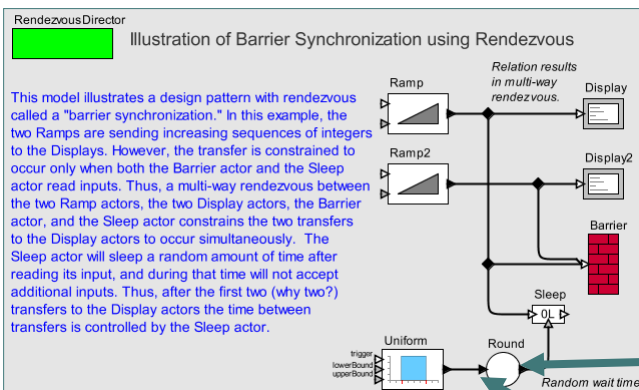 RendezvousDirector
Illustration of Barrier Synchronization using Rendezvous
This model illustrates a design pattern with rendezvous
called a "barrier synchronization." In this example, the
two Ramps are sending increasing sequences of integers
to the Displays. However, the transfer is constrained to
occur only when both the Barrier actor and the Sleep
actor read inputs. Thus, a multi-way rendezvous between
the two Ramp actors, the two Display actors, the Barrier
actor, and the Sleep actor constrains the two transfers
to the Display actors to occur simultaneously. The
Sleep actor will sleep a random amount of time after
reading its input, and during that time will not accept
additional inputs. Thus, after the first two (why two?)
transfers to the Display actors the time between
transfers is controlled by the Sleep actor.
Relation results
in multi-way
rendezvous.
Ramp
Display
Ramp2
Display2
Barrier
Sleep
0L
Uniform
Round
trigger
lowerBound
upperBound
Random wait time